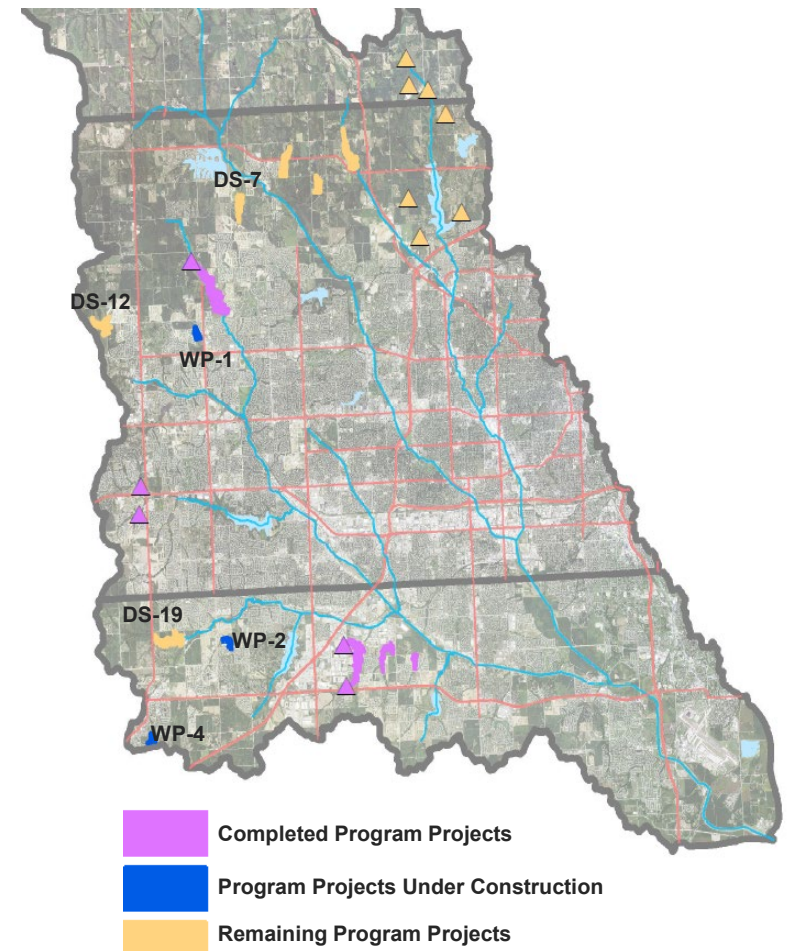 DS-7
DS-12
WP-1
DS-19
WP-2
WP-4
Completed Program Projects
Program Projects Under Construction
Remaining Program Projects